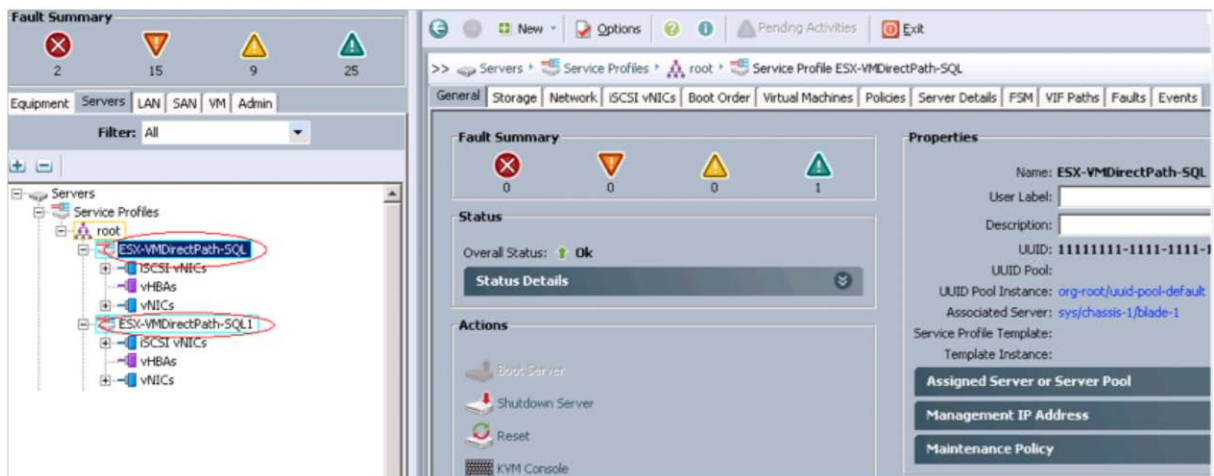 Fault Summary
2 15 9 25
Equipment Servers LAN SAN VM Admin
Filter: All
Servers
Service Profiles
root
ESX-VMDirectPath-SQL
iSCSI vNICs
vHBAs
vNICs
ESX-VMDirectPath-SQL1
iSCSI vNICs
vHBAs
vNICs
New Options Pending Activities Exit
>> Servers Service Profiles root Service Profile ESX-VMDirectPath-SQL
General Storage Network iSCSI vNICs Boot Order Virtual Machines Policies Server Details FSM VIF Paths Faults Events
Fault Summary
0 0 0 1
Status
Overall Status: Ok
Status Details
Actions
Boot Server
Shutdown Server
Reset
KVM Console
Properties
Name: ESX-VMDirectPath-SQL
User Label:
Description:
UUID: 11111111-1111-1111-1
UUID Pool:
UUID Pool Instance: org-root/uuid-pool-default
Associated Server: sys/chassis-1/blade-1
Service Profile Template:
Template Instance:
Assigned Server or Server Pool
Management IP Address
Maintenance Policy